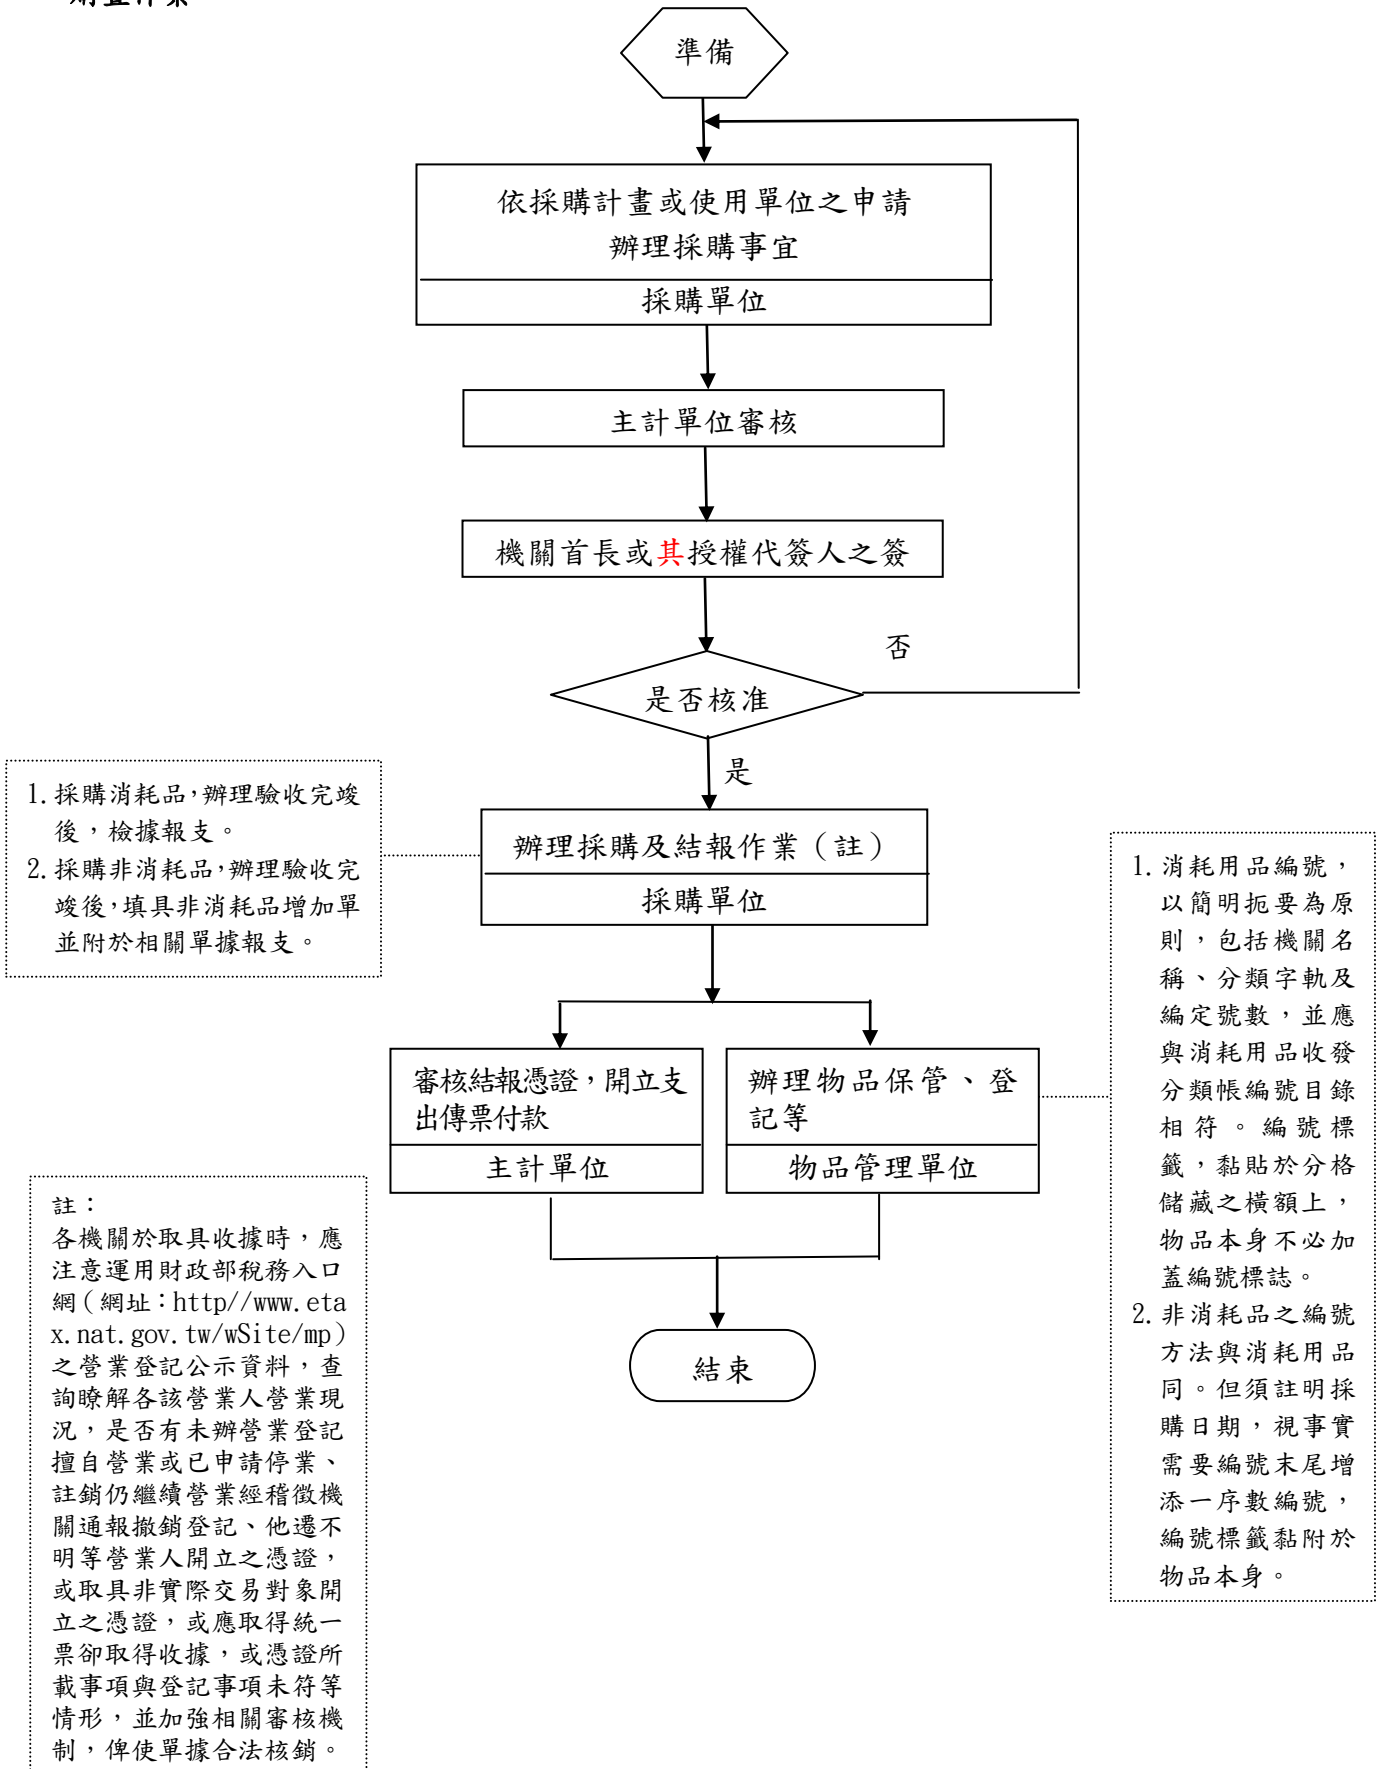 準備
依採購計畫或使用單位之申請
辦理採購事宜
採購單位
主計單位審核
機關首長或其授權代簽人之簽
否
是否核准
是
1.採購消耗品，辦理驗收完竣
後，檢據報支。
2.採購非消耗品，辦理驗收完
竣後，填具非消耗品增加單
並附於相關單據報支。
辦理採購及結報作業（註）
採購單位
審核結報憑證，開立支
出傳票付款
主計單位
辦理物品保管、登
記等
物品管理單位
1.消耗用品編號，
以簡明扼要為原
則，包括機關名
稱、分類字軌及
編定號數，並應
與消耗用品收發
分類帳編號目錄
相符。編號標
籤，黏貼於分格
儲藏之橫額上，
物品本身不必加
蓋編號標誌。
2.非消耗品之編號
方法與消耗用品
同。但須註明採
購日期，視事實
需要編號末尾增
添一序數編號，
編號標籤黏附於
物品本身。
註：
各機關於取具收據時，應
注意運用財政部稅務入口
網（網址：http//www.eta
x.nat.gov.tw/wSite/mp）
之營業登記公示資料，查
詢瞭解各該營業人營業現
況，是否有未辦營業登記
擅自營業或已申請停業、
註銷仍繼續營業經稽徵機
關通報撤銷登記、他遷不
明等營業人開立之憑證，
或取具非實際交易對象開
立之憑證，或應取得統一
票卻取得收據，或憑證所
載事項與登記事項未符等
情形，並加強相關審核機
制，俾使單據合法核銷。
結束